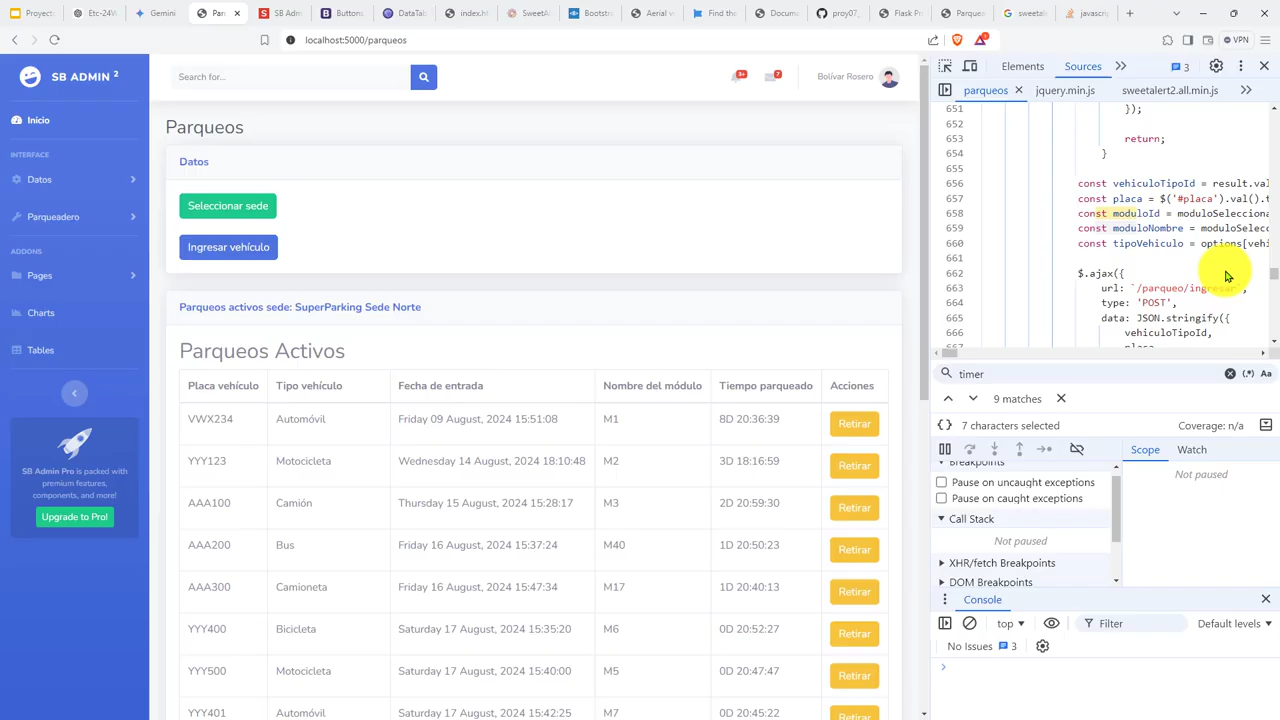 Proyecto
Etc-24W
Gemini
Par
SB Adm
Buttons
DataTab
index.ht
SweetAl
Bootstra
Aerial v
Find the
Docume
proy07_
Flask Pr
Parquea
sweetale
javascrip
localhost:5000/parqueos
VPN
SB ADMIN 2
Inicio
INTERFACE
Datos
Parqueadero
ADDONS
Pages
Charts
Tables
SB Admin Pro is packed with
premium features,
components, and more!
Upgrade to Pro!
Search for...
3+
7
Bolívar Rosero
Parqueos
Datos
Seleccionar sede
Ingresar vehículo
Parqueos activos sede: SuperParking Sede Norte
Parqueos Activos
Placa vehículo Tipo vehículo Fecha de entrada Nombre del módulo Tiempo parqueado Acciones
VWX234 Automóvil Friday 09 August, 2024 15:51:08 M1 8D 20:36:39 Retirar
YYY123 Motocicleta Wednesday 14 August, 2024 18:10:48 M2 3D 18:16:59 Retirar
AAA100 Camión Thursday 15 August, 2024 15:28:17 M3 2D 20:59:30 Retirar
AAA200 Bus Friday 16 August, 2024 15:37:24 M40 1D 20:50:23 Retirar
AAA300 Camioneta Friday 16 August, 2024 15:47:34 M17 1D 20:40:13 Retirar
YYY400 Bicicleta Saturday 17 August, 2024 15:35:20 M6 0D 20:52:27 Retirar
YYY500 Motocicleta Saturday 17 August, 2024 15:40:00 M5 0D 20:47:47 Retirar
YYY401 Automóvil Saturday 17 August, 2024 15:42:25 M7 0D 20:45:22 Retirar
Elements Sources 3
parqueos jquery.min.js sweetalert2.all.min.js
651 });
652
653 return;
654 }
655
656 const vehiculoTipoId = result.val
657 const placa = $('#placa').val().t
658 const moduloId = moduloSelecciona
659 const moduloNombre = moduloSelecc
660 const tipoVehiculo = options[vehi
661
662 $.ajax({
663 url: `/parqueo/ingresar`,
664 type: 'POST',
665 data: JSON.stringify({
666 vehiculoTipoId,
667 placa
timer
(.*) Aa
9 matches
{ } 7 characters selected Coverage: n/a
Scope Watch
Not paused
Breakpoints
Pause on uncaught exceptions
Pause on caught exceptions
Call Stack
Not paused
XHR/fetch Breakpoints
DOM Breakpoints
Console
top Filter Default levels
No Issues 3